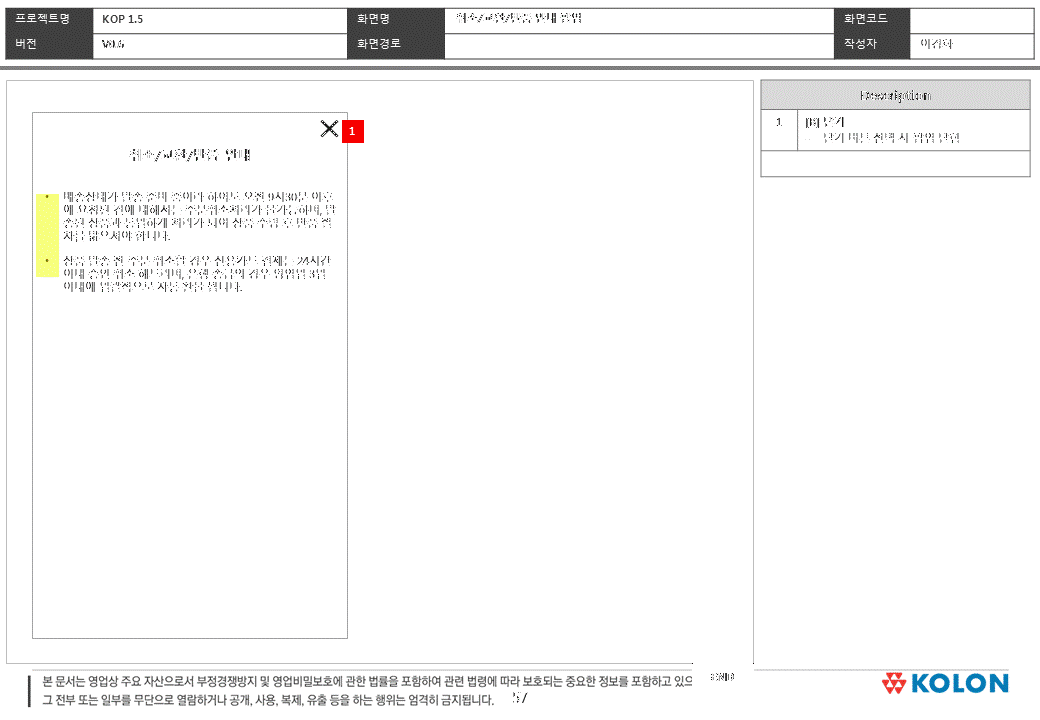 프로젝트명 KOP 1.5 화면명 취소/교환/반품 안내 팝업 화면코드
버전 V0.5 화면경로 작성자
Description
1
1 [B] 닫기
– 닫기 버튼 선택 시 팝업 닫힘
취소/교환/반품 안내
• 배송상태가 발송 준비 중이라 하여도 오전 9시30분 이후
에 요청된 건에 대해서는 주문취소처리가 불가능하며, 발
송된 상품과 동일하게 처리가 되어 상품 수령 후 반품 절
차를 밟으셔야 합니다.
• 상품 발송 전 주문 취소할 경우 신용카드 결제는 24시간
이내 승인 취소 해드리며, 은행 송금의 경우 영업일 3일
이내에 일괄적으로 자동 환불 됩니다.
본 문서는 영업상 주요 자산으로서 부정경쟁방지 및 영업비밀보호에 관한 법률을 포함하여 관련 법령에 따라 보호되는 중요한 정보를 포함하고 있으
그 전부 또는 일부를 무단으로 열람하거나 공개, 사용, 복제, 유출 등을 하는 행위는 엄격히 금지됩니다.
57
END
KOLON